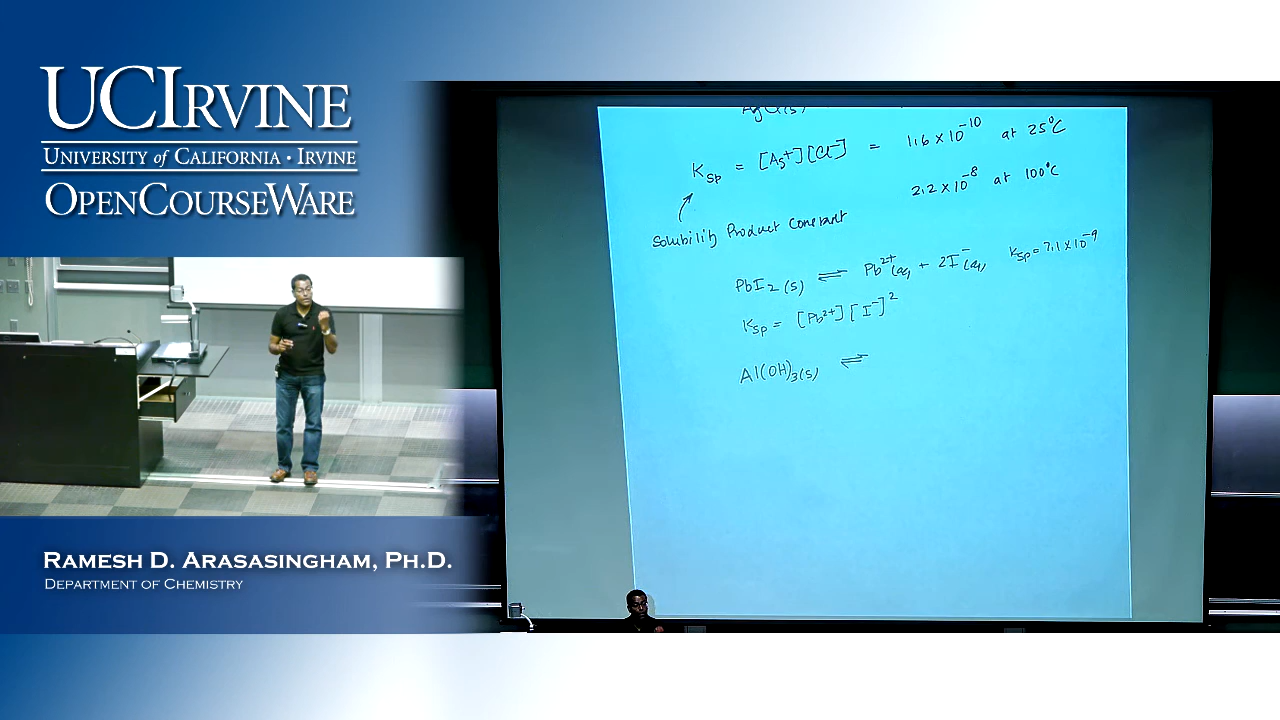 UCIRVINE
UNIVERSITY of CALIFORNIA · IRVINE
OPENCOURSEWARE
RAMESH D. ARASASINGHAM, PH.D.
DEPARTMENT OF CHEMISTRY
Ksp = [Ag+][Cl-] = 1.6 × 10^-10 at 25°C
2.2 × 10^-8 at 100°C
Solubility Product Constant
PbI2(s) ⇌ Pb2+(aq) + 2I-(aq) Ksp = 7.1 × 10^-9
Ksp = [Pb2+][I-]^2
Al(OH)3(s) ⇌